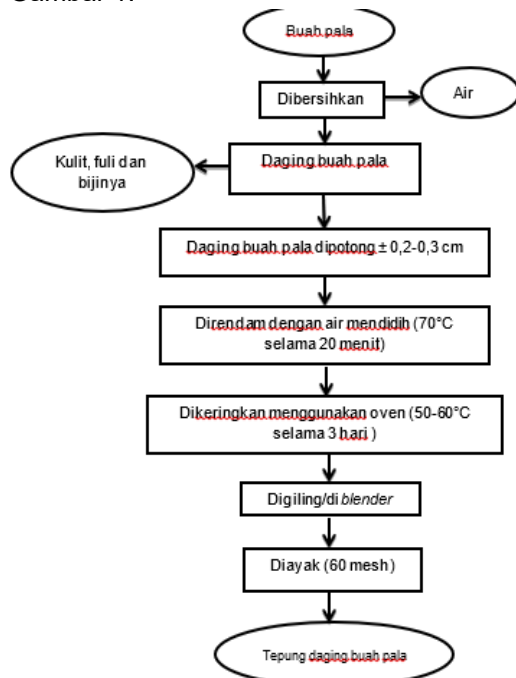 Buah pala
Dibersihkan
Air
Kulit, fuli dan
bijinya
Daging buah pala
Daging buah pala dipotong ± 0,2-0,3 cm
Direndam dengan air mendidih (70°C
selama 20 menit)
Dikeringkan menggunakan oven (50-60°C
selama 3 hari )
Digiling/di blender
Diayak (60 mesh)
Tepung daging buah pala